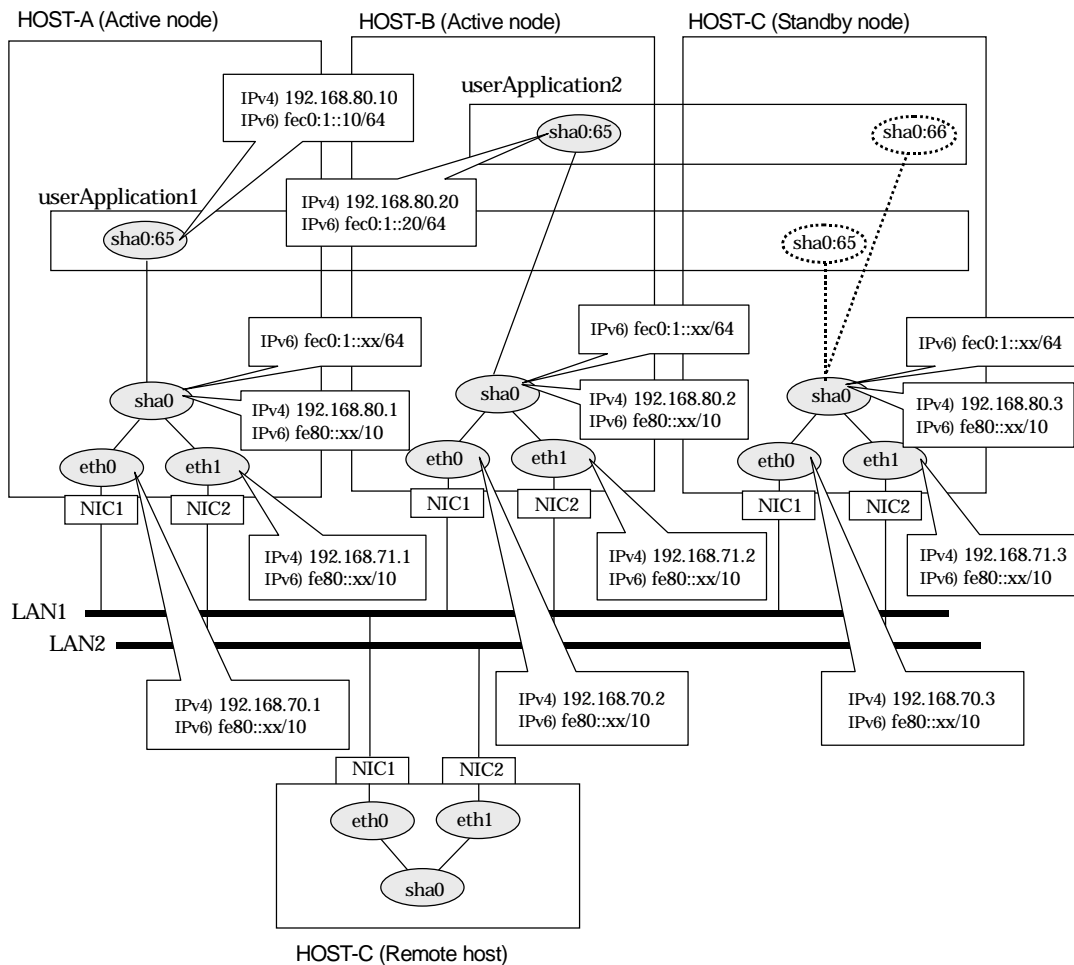 HOST-A (Active node)
HOST-B (Active node)
HOST-C (Standby node)
IPv4) 192.168.80.10
IPv6) fec0:1::10/64
userApplication2
sha0:65
sha0:66
userApplication1
IPv4) 192.168.80.20
IPv6) fec0:1::20/64
sha0:65
sha0:65
IPv6) fec0:1::xx/64
IPv6) fec0:1::xx/64
IPv6) fec0:1::xx/64
sha0
IPv4) 192.168.80.1
IPv6) fe80::xx/10
sha0
IPv4) 192.168.80.2
IPv6) fe80::xx/10
sha0
IPv4) 192.168.80.3
IPv6) fe80::xx/10
eth0
eth1
eth0
eth1
eth0
eth1
NIC1
NIC2
NIC1
NIC2
NIC1
NIC2
IPv4) 192.168.71.1
IPv6) fe80::xx/10
IPv4) 192.168.71.2
IPv6) fe80::xx/10
IPv4) 192.168.71.3
IPv6) fe80::xx/10
LAN1
LAN2
IPv4) 192.168.70.1
IPv6) fe80::xx/10
IPv4) 192.168.70.2
IPv6) fe80::xx/10
IPv4) 192.168.70.3
IPv6) fe80::xx/10
NIC1
NIC2
eth0
eth1
sha0
HOST-C (Remote host)